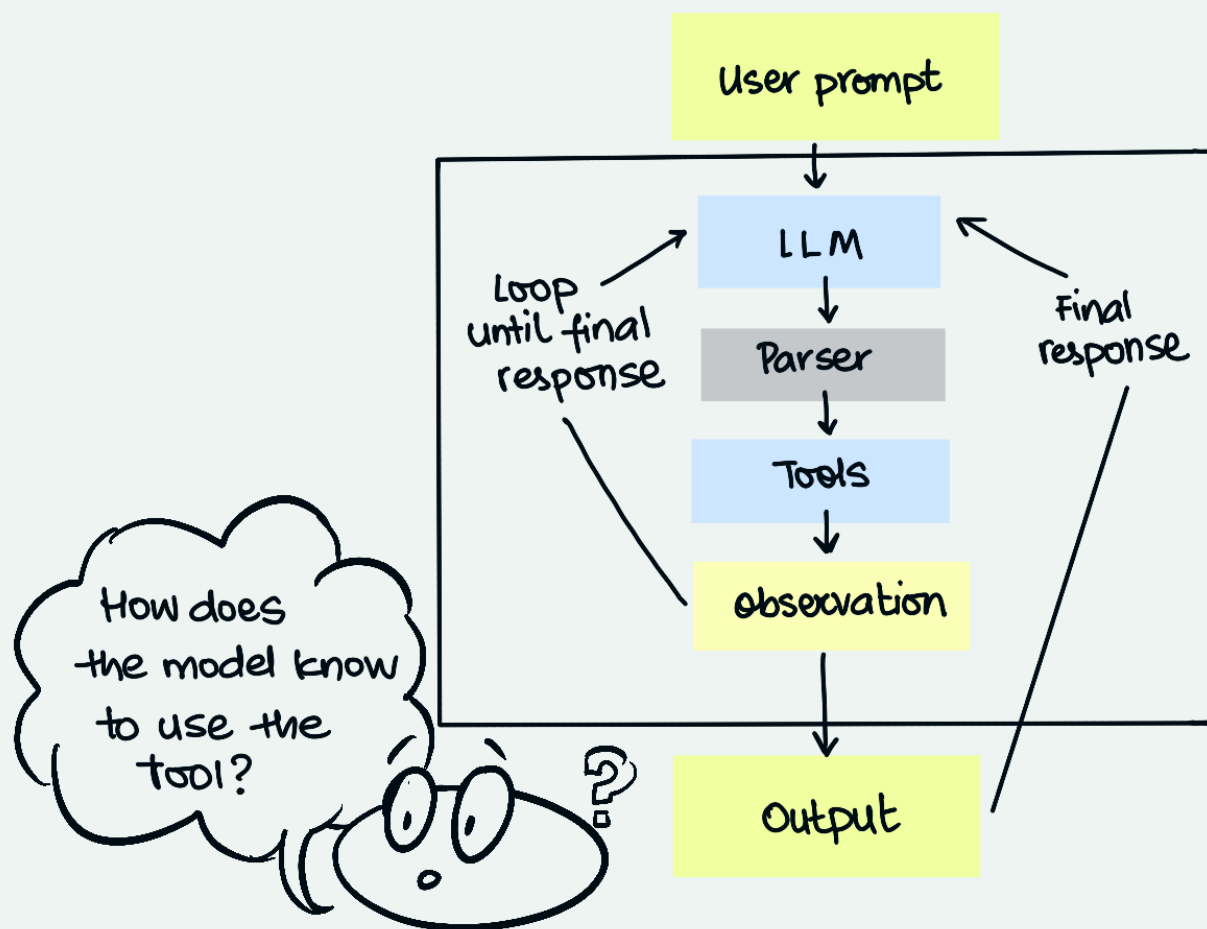 User prompt
LLM
Loop
until final
response
Final
response
Parser
Tools
observation
How does
the model know
to use the
tool?
?
Output